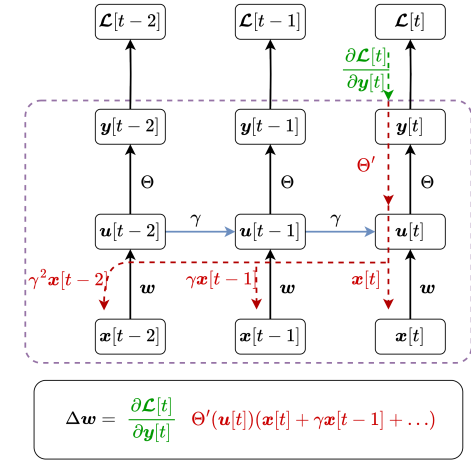 𝓛[t − 2] 𝓛[t − 1] 𝓛[t]
∂𝓛[t]
∂y[t]
y[t − 2] y[t − 1] y[t]
Θ′
Θ Θ Θ
γ γ
u[t − 2] u[t − 1] u[t]
γ²x[t − 2] w γx[t − 1] w x[t] w
x[t − 2] x[t − 1] x[t]
Δw = ∂𝓛[t] / ∂y[t] Θ′(u[t])(x[t] + γx[t − 1] + …)